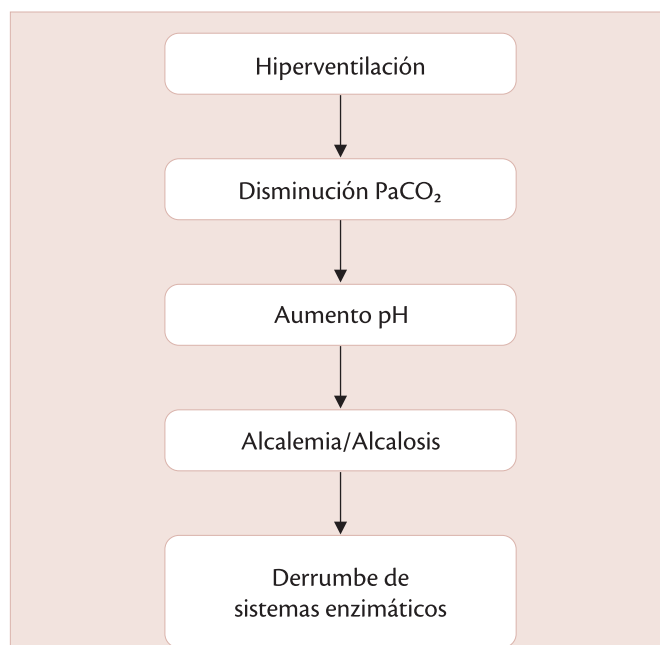 Hiperventilación
Disminución PaCO₂
Aumento pH
Alcalemia/Alcalosis
Derrumbe de
sistemas enzimáticos